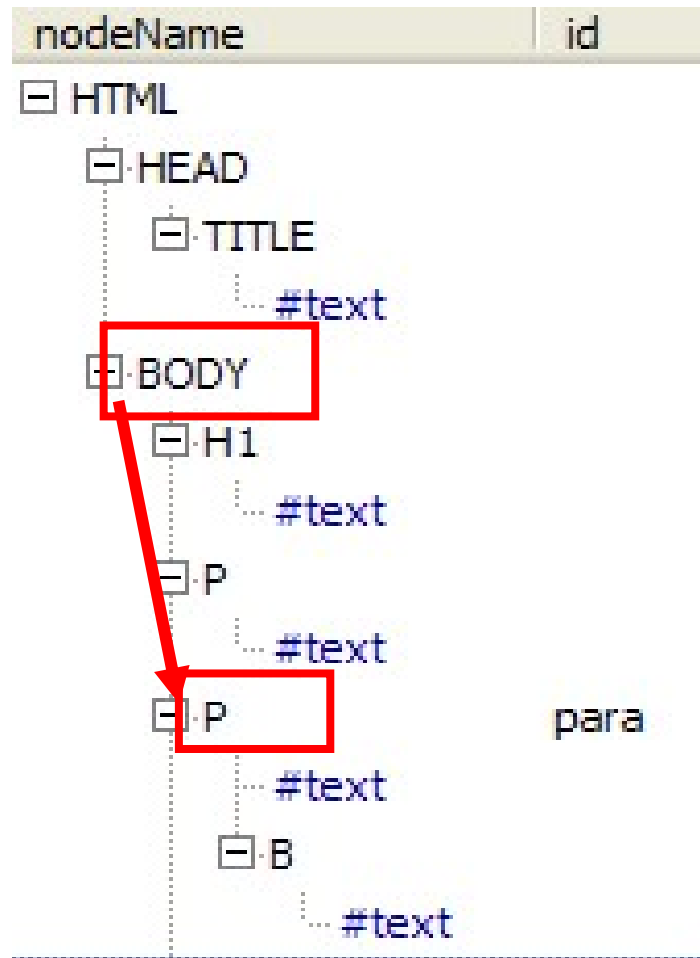 nodeName id
HTML
HEAD
TITLE
#text
BODY
H1
#text
P
#text
P para
#text
B
#text